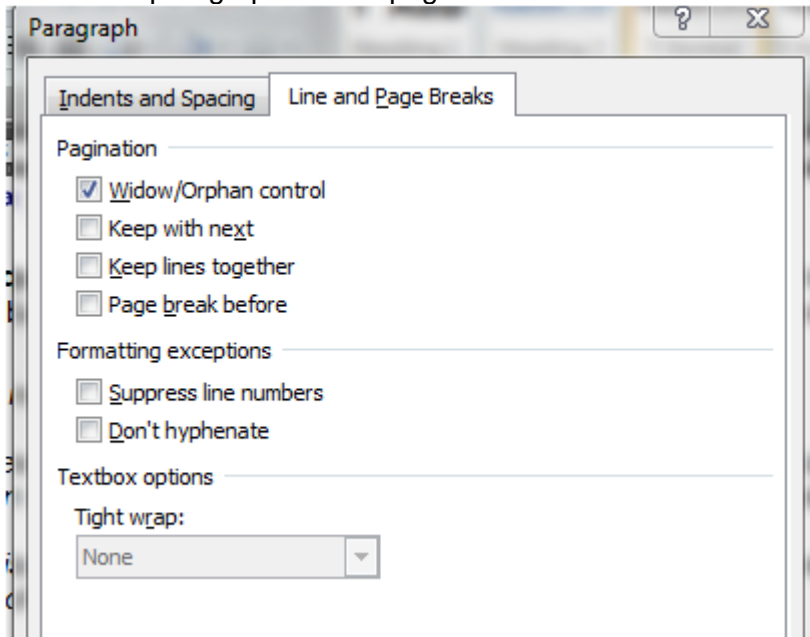 Paragraph
Indents and Spacing
Line and Page Breaks
Pagination
Widow/Orphan control
Keep with next
Keep lines together
Page break before
Formatting exceptions
Suppress line numbers
Don't hyphenate
Textbox options
Tight wrap:
None